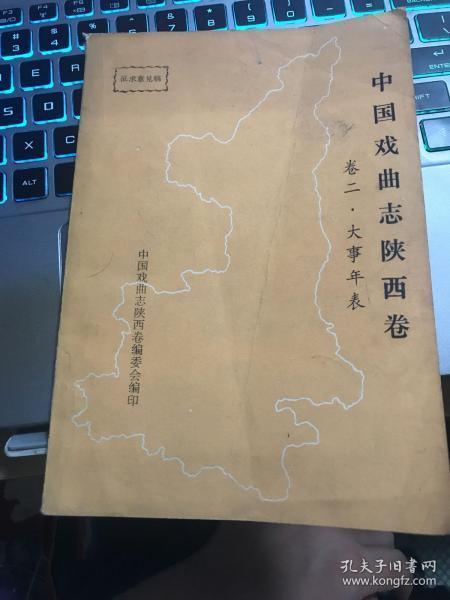 征求意见稿
中国戏曲志陕西卷
卷二·大事年表
中国戏曲志陕西卷编委会编印
ALT
SHIFT
孔夫子旧书网
www.kongfz.com